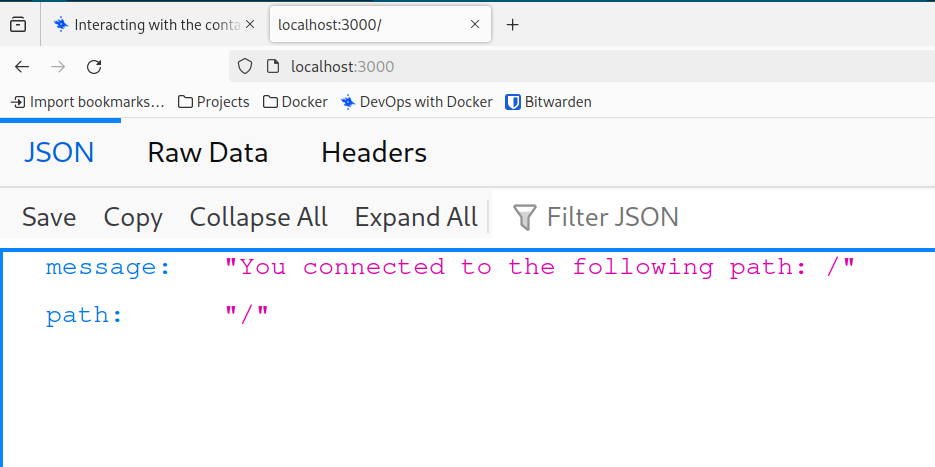 Interacting with the conta
localhost:3000/
localhost:3000
Import bookmarks... Projects Docker DevOps with Docker Bitwarden
JSON Raw Data Headers
Save Copy Collapse All Expand All Filter JSON
message: "You connected to the following path: /"
path: "/"